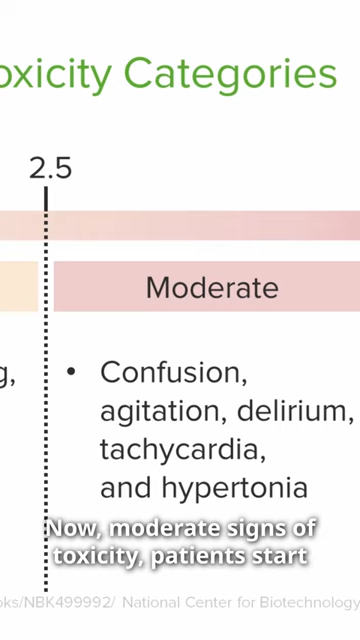 oxicity Categories
2.5
Moderate
g,
• Confusion,
agitation, delirium,
tachycardia,
and hypertonia
Now, moderate signs of
toxicity, patients start
oks/NBK499992/ National Center for Biotechnology